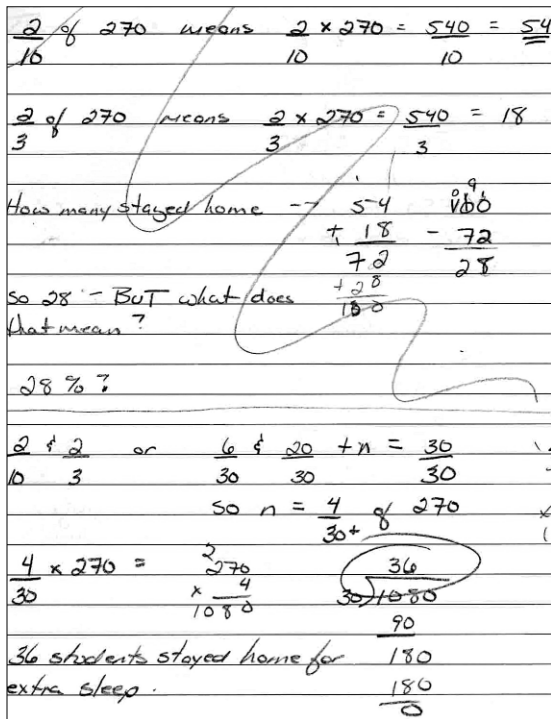 2/10 of 270 means 2/10 x 270 = 540/10 = 54
2/3 of 270 means 2/3 x 270 = 540/3 = 18
How many stayed home → 54 + 18 = 72 + 28 = 100
100 - 72 = 28
So 28 - BUT what does
that mean?
28 % ?
2/10 & 2/3 or 6/30 & 20/30 + n = 30/30
so n = 4/30 of 270
4/30 x 270 =
270 x 4 = 1080
36
30)1080
90
180
180
0
36 students stayed home for
extra sleep.